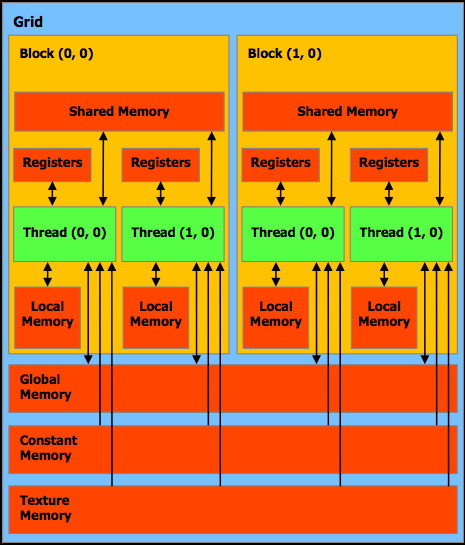 Grid
Block (0, 0)
Shared Memory
Registers
Registers
Thread (0, 0)
Thread (1, 0)
Local
Memory
Local
Memory
Block (1, 0)
Shared Memory
Registers
Registers
Thread (0, 0)
Thread (1, 0)
Local
Memory
Local
Memory
Global
Memory
Constant
Memory
Texture
Memory